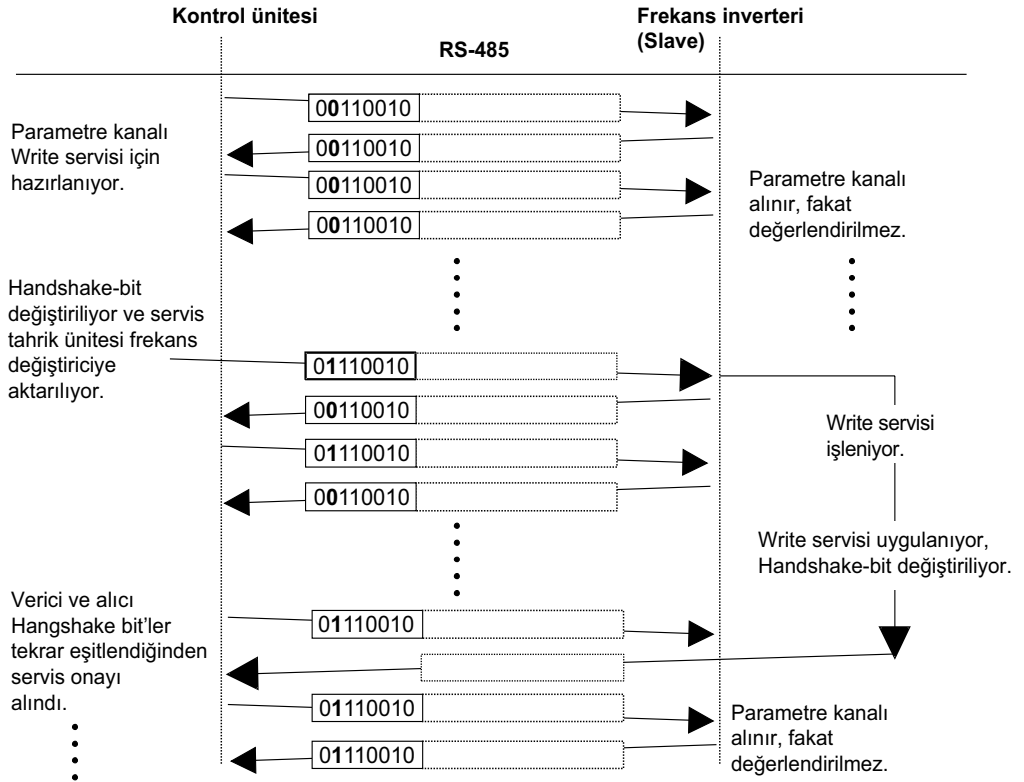 Kontrol ünitesi
RS-485
Frekans inverteri
(Slave)
00110010
00110010
00110010
00110010
Parametre kanalı
Write servisi için
hazırlanıyor.
Parametre kanalı
alınır, fakat
değerlendirilmez.
Handshake-bit
değiştiriliyor ve servis
tahrik ünitesi frekans
değiştiriciye
aktarılıyor.
01110010
00110010
01110010
00110010
Write servisi
işleniyor.
Write servisi uygulanıyor,
Handshake-bit değiştiriliyor.
Verici ve alıcı
Hangshake bit'ler
tekrar eşitlendiğinden
servis onayı
alındı.
01110010
01110010
01110010
Parametre kanalı
alınır, fakat
değerlendirilmez.